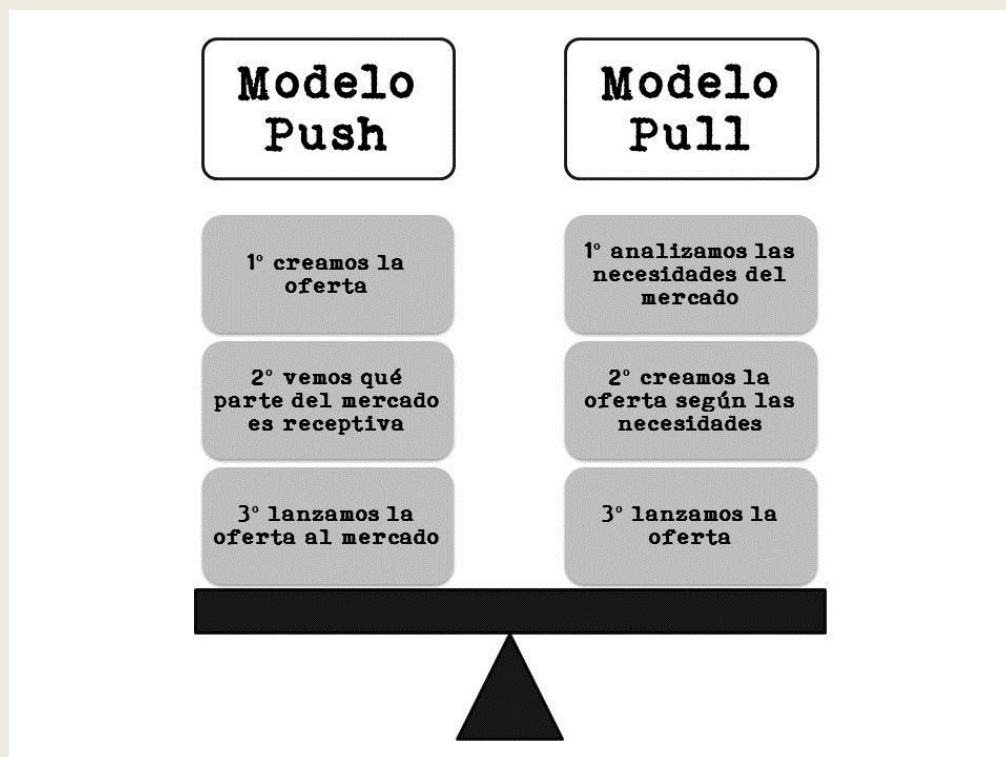 Modelo
Push
1º creamos la
oferta
2º vemos qué
parte del mercado
es receptiva
3º lanzamos la
oferta al mercado
Modelo
Pull
1º analizamos las
necesidades del
mercado
2º creamos la
oferta según las
necesidades
3º lanzamos la
oferta